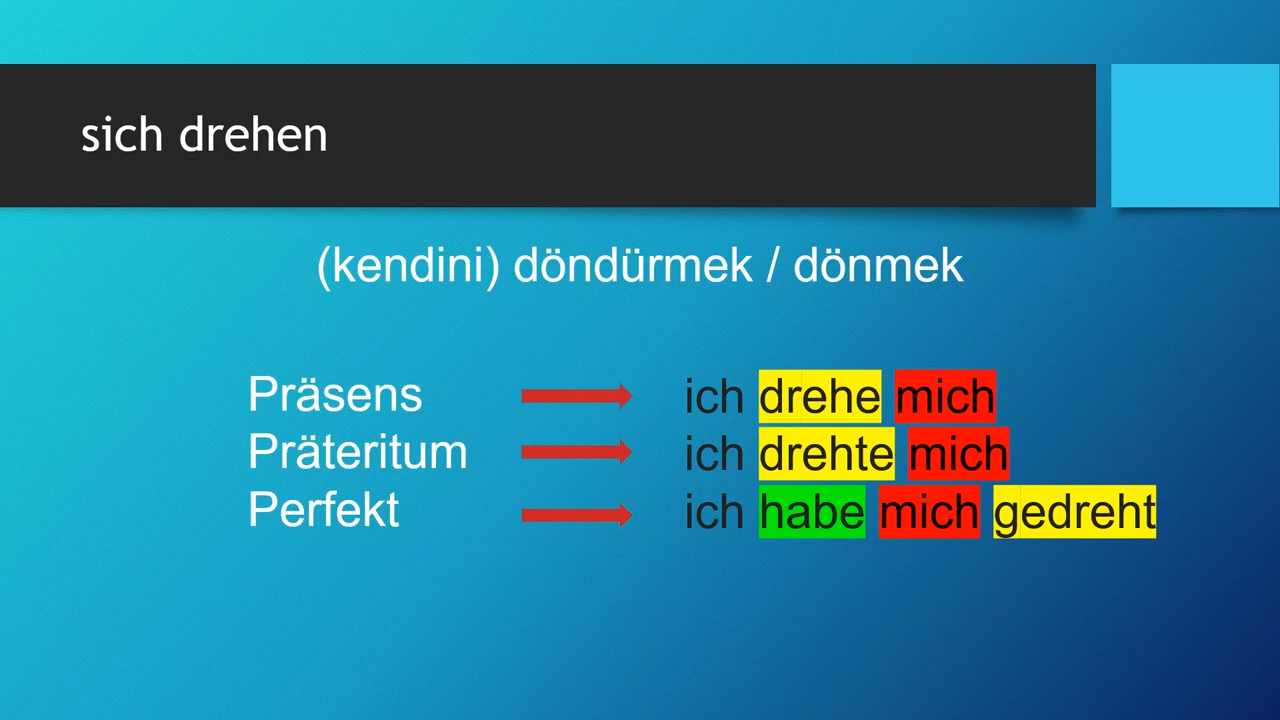 sich drehen
(kendini) döndürmek / dönmek
Präsens ich drehe mich
Präteritum ich drehte mich
Perfekt ich habe mich gedreht